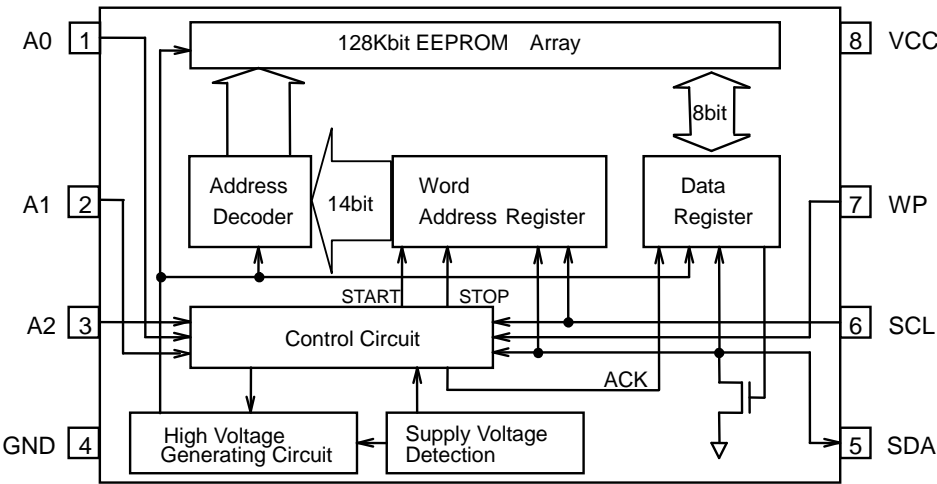 A0 1
128Kbit EEPROM Array
8 VCC
8bit
A1 2
Address
Decoder
14bit
Word
Address Register
Data
Register
7 WP
START
STOP
A2 3
Control Circuit
6 SCL
ACK
GND 4
High Voltage
Generating Circuit
Supply Voltage
Detection
5 SDA